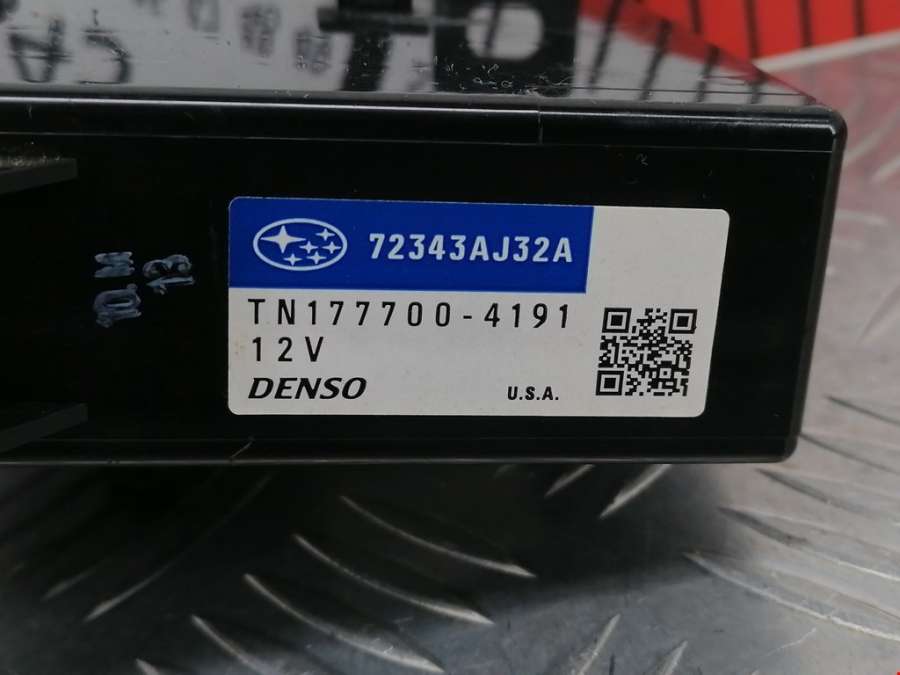 72343AJ32A
TN177700-4191
12V
DENSO
U.S.A.